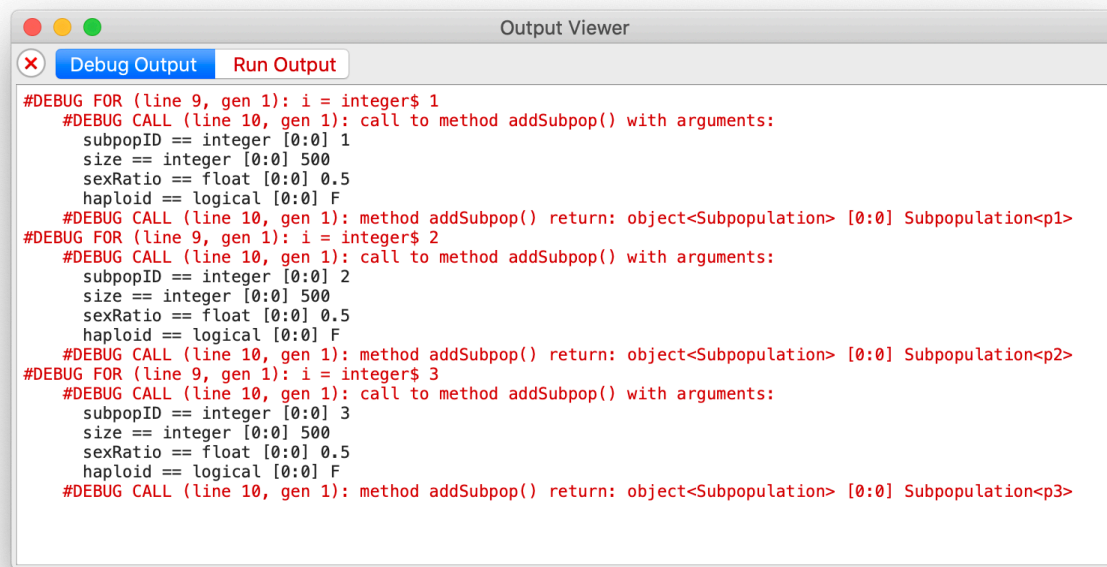 Output Viewer
Debug Output Run Output
#DEBUG FOR (line 9, gen 1): i = integer$ 1
    #DEBUG CALL (line 10, gen 1): call to method addSubpop() with arguments:
      subpopID == integer [0:0] 1
      size == integer [0:0] 500
      sexRatio == float [0:0] 0.5
      haploid == logical [0:0] F
    #DEBUG CALL (line 10, gen 1): method addSubpop() return: object<Subpopulation> [0:0] Subpopulation<p1>
#DEBUG FOR (line 9, gen 1): i = integer$ 2
    #DEBUG CALL (line 10, gen 1): call to method addSubpop() with arguments:
      subpopID == integer [0:0] 2
      size == integer [0:0] 500
      sexRatio == float [0:0] 0.5
      haploid == logical [0:0] F
    #DEBUG CALL (line 10, gen 1): method addSubpop() return: object<Subpopulation> [0:0] Subpopulation<p2>
#DEBUG FOR (line 9, gen 1): i = integer$ 3
    #DEBUG CALL (line 10, gen 1): call to method addSubpop() with arguments:
      subpopID == integer [0:0] 3
      size == integer [0:0] 500
      sexRatio == float [0:0] 0.5
      haploid == logical [0:0] F
    #DEBUG CALL (line 10, gen 1): method addSubpop() return: object<Subpopulation> [0:0] Subpopulation<p3>